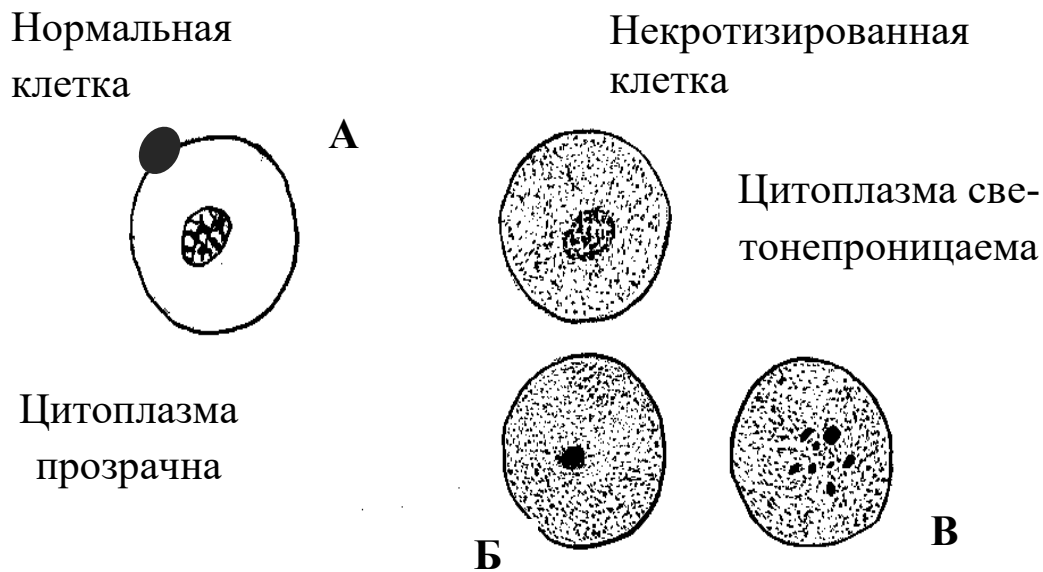 Нормальная
клетка
Некротизированная
клетка
А
Цитоплазма све-
тонепроницаема
Цитоплазма
прозрачна
Б
В